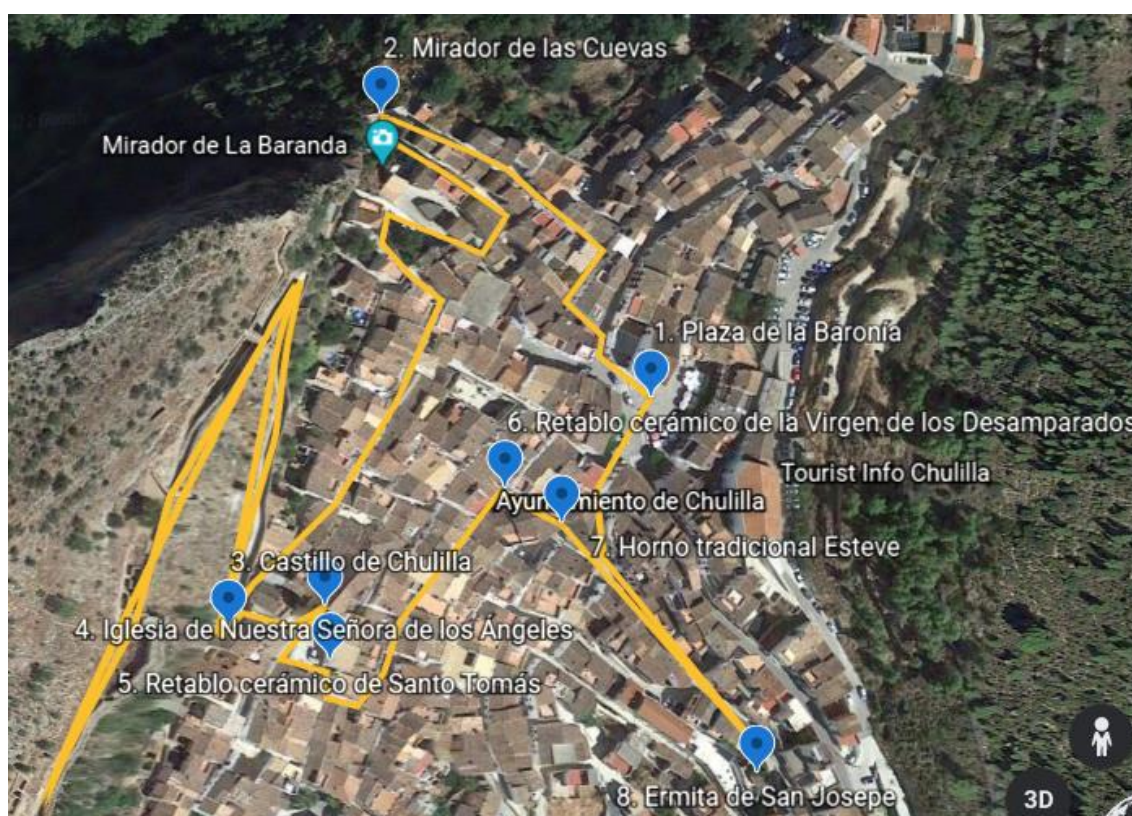 2. Mirador de las Cuevas
Mirador de La Baranda
1. Plaza de la Baronía
6. Retablo cerámico de la Virgen de los Desamparados
Tourist Info Chulilla
Ayuntamiento de Chulilla
7. Horno tradicional Esteve
3. Castillo de Chulilla
4. Iglesia de Nuestra Señora de los Ángeles
5. Retablo cerámico de Santo Tomás
8. Ermita de San Josepe
3D